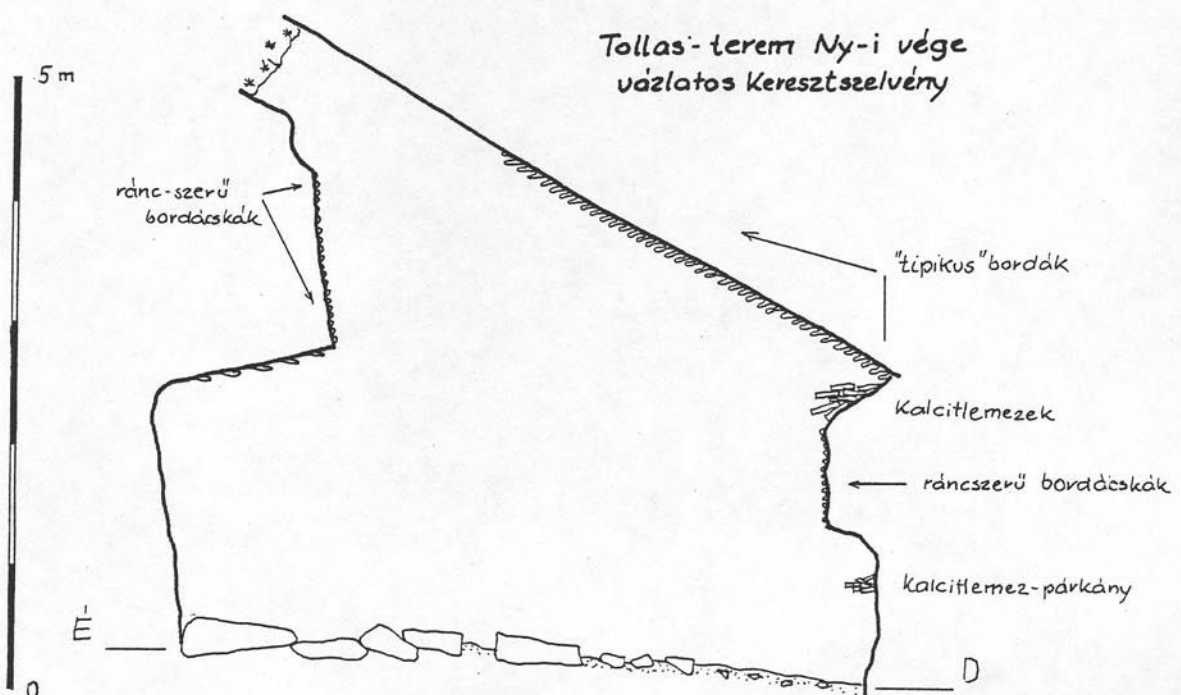 Tollas-terem Ny-i vége
vázlatos Keresztszelvény
5 m
ránc-szerű
bordácskák
"tipikus" bordák
Kalcitlemezek
ráncszerű bordácskák
Kalcitlemez-párkány
É
D
0